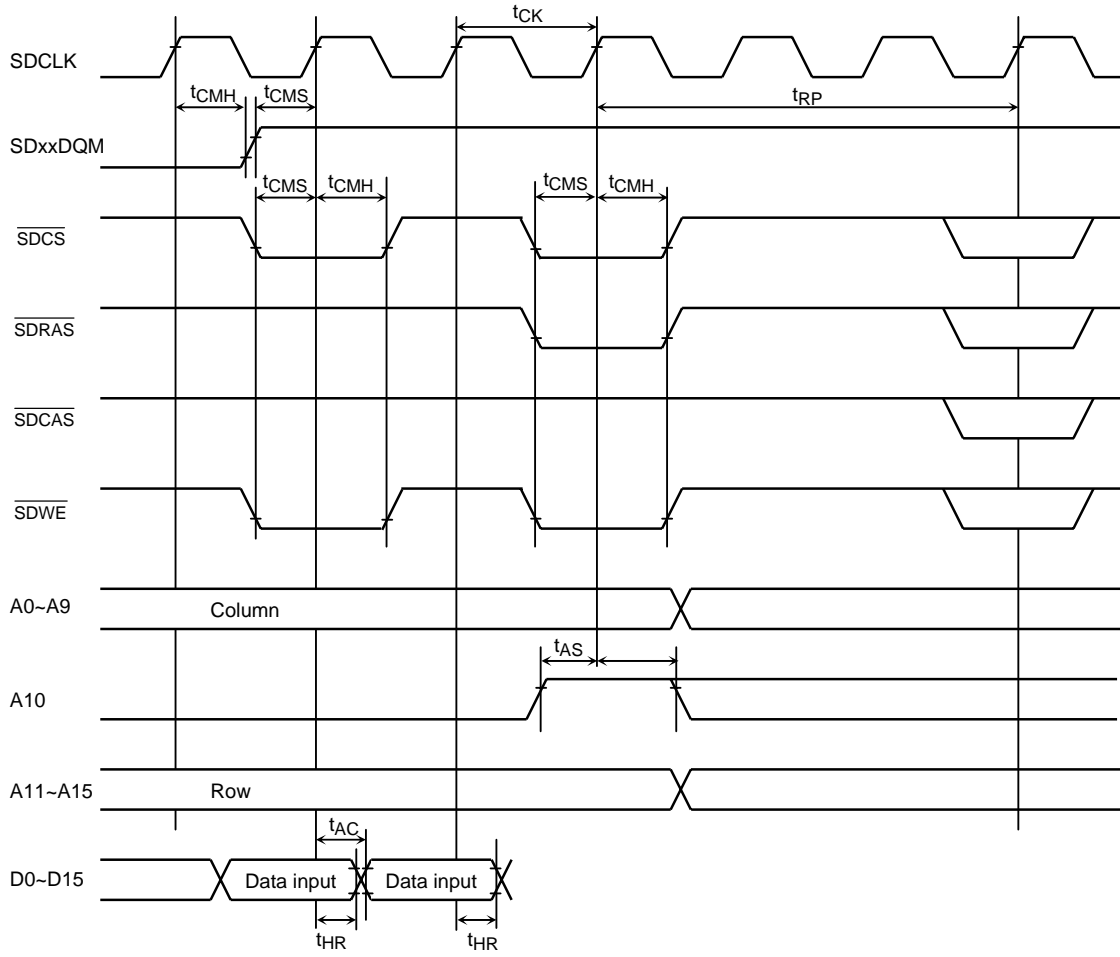 tCK
SDCLK
tCMH tCMS tRP
SDxxDQM
tCMS tCMH tCMS tCMH
SDCS
SDRAS
SDCAS
SDWE
A0~A9 Column
tAS
A10
A11~A15 Row
tAC
D0~D15 Data input Data input
tHR tHR